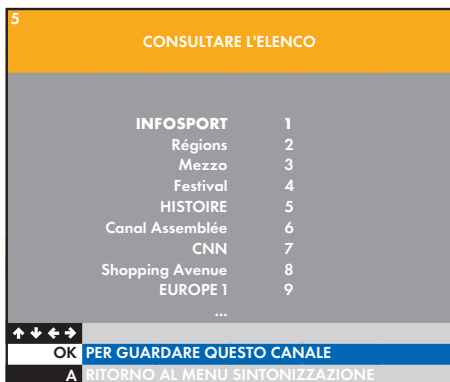 5
CONSULTARE L'ELENCO
INFOSPORT 1
Régions 2
Mezzo 3
Festival 4
HISTOIRE 5
Canal Assemblée 6
CNN 7
Shopping Avenue 8
EUROPE 1 9
...
↑ ↓ ← →
OK PER GUARDARE QUESTO CANALE
A RITORNO AL MENU SINTONIZZAZIONE